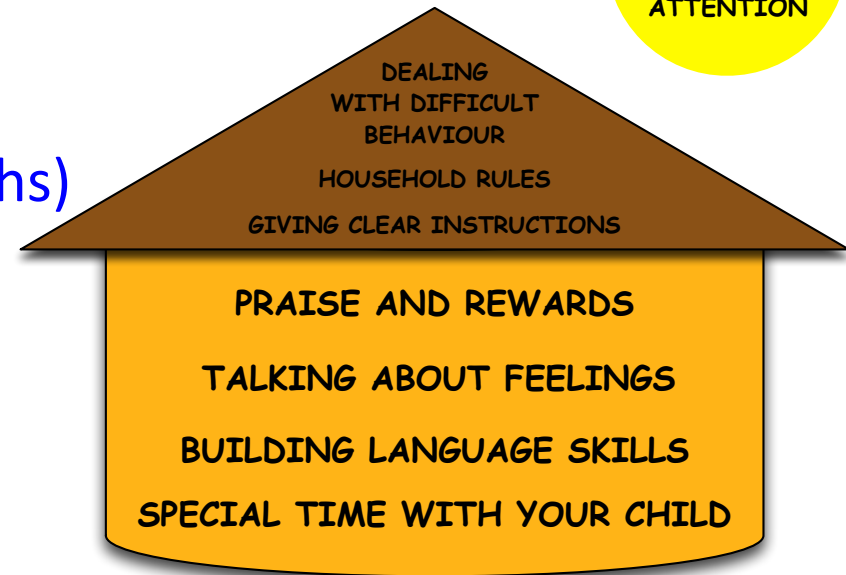 ATTENTION
DEALING
WITH DIFFICULT
BEHAVIOUR
hs)
HOUSEHOLD RULES
GIVING CLEAR INSTRUCTIONS
PRAISE AND REWARDS
TALKING ABOUT FEELINGS
BUILDING LANGUAGE SKILLS
SPECIAL TIME WITH YOUR CHILD